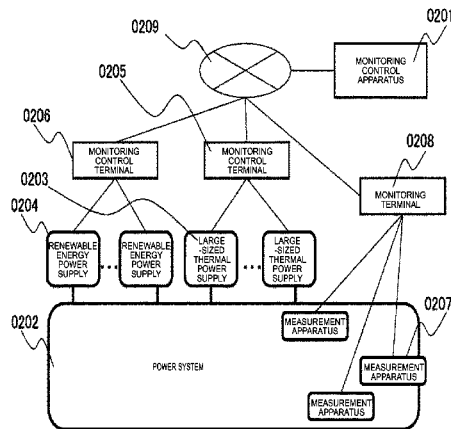 0209
0201
MONITORING
CONTROL
APPARATUS
0205
0206
MONITORING
CONTROL
TERMINAL
MONITORING
CONTROL
TERMINAL
0208
MONITORING
TERMINAL
0203
0204
RENEWABLE
ENERGY
POWER
SUPPLY
...
RENEWABLE
ENERGY
POWER
SUPPLY
LARGE
-SIZED
THERMAL
POWER
SUPPLY
...
LARGE
-SIZED
THERMAL
POWER
SUPPLY
0202
MEASUREMENT
APPARATUS
0207
POWER SYSTEM
MEASUREMENT
APPARATUS
MEASUREMENT
APPARATUS